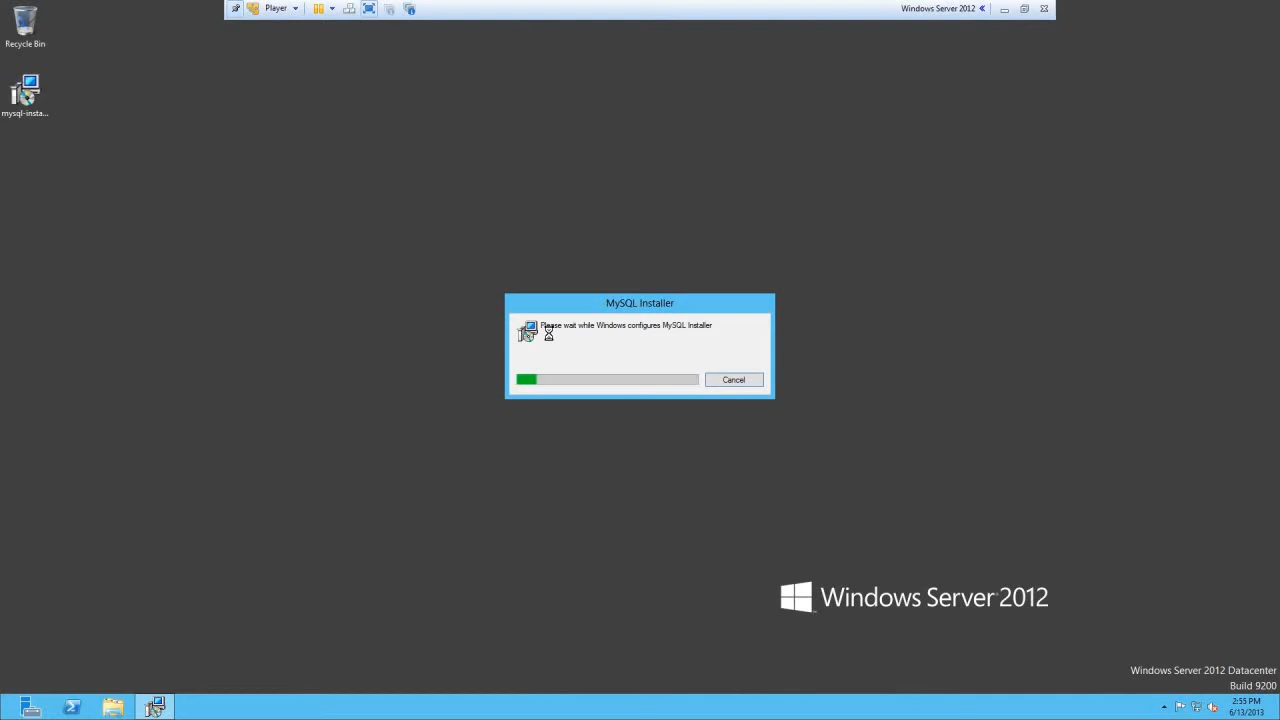 Player
Windows Server 2012
Recycle Bin
mysql-insta...
MySQL Installer
Please wait while Windows configures MySQL Installer
Cancel
Windows Server 2012
Windows Server 2012 Datacenter
Build 9200
2:55 PM
6/13/2013